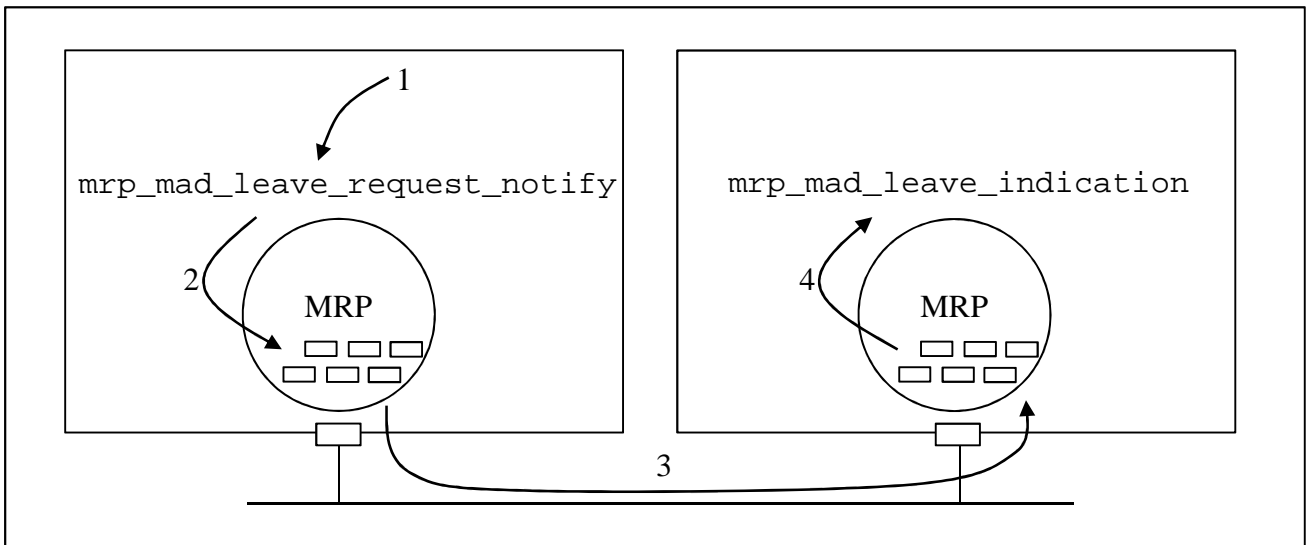 1
mrp_mad_leave_request_notify
mrp_mad_leave_indication
2
4
MRP
MRP
3